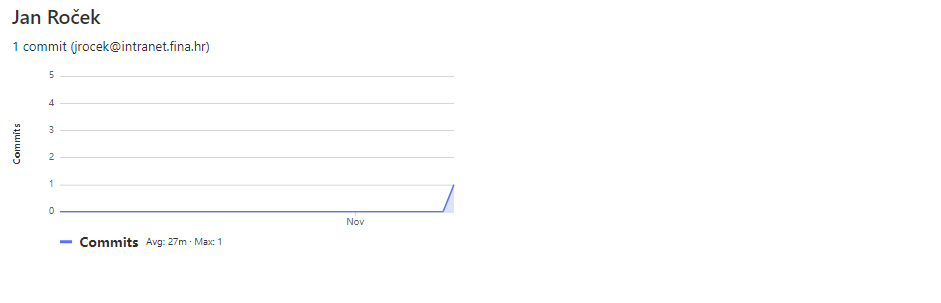 Jan Roček
1 commit (jrocek@intranet.fina.hr)
5
4
3
2
1
0
Commits
Nov
Commits Avg: 27m · Max: 1